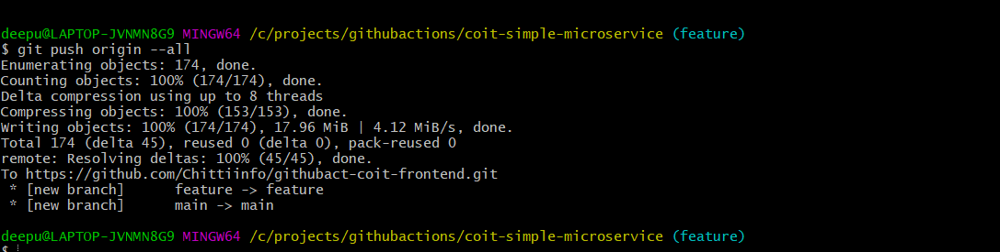 deepu@LAPTOP-JVNMN8G9 MINGW64 /c/projects/githubactions/coit-simple-microservice (feature)
$ git push origin --all
Enumerating objects: 174, done.
Counting objects: 100% (174/174), done.
Delta compression using up to 8 threads
Compressing objects: 100% (153/153), done.
Writing objects: 100% (174/174), 17.96 MiB | 4.12 MiB/s, done.
Total 174 (delta 45), reused 0 (delta 0), pack-reused 0
remote: Resolving deltas: 100% (45/45), done.
To https://github.com/Chittiinfo/githubact-coit-frontend.git
 * [new branch]      feature -> feature
 * [new branch]      main -> main
deepu@LAPTOP-JVNMN8G9 MINGW64 /c/projects/githubactions/coit-simple-microservice (feature)
$